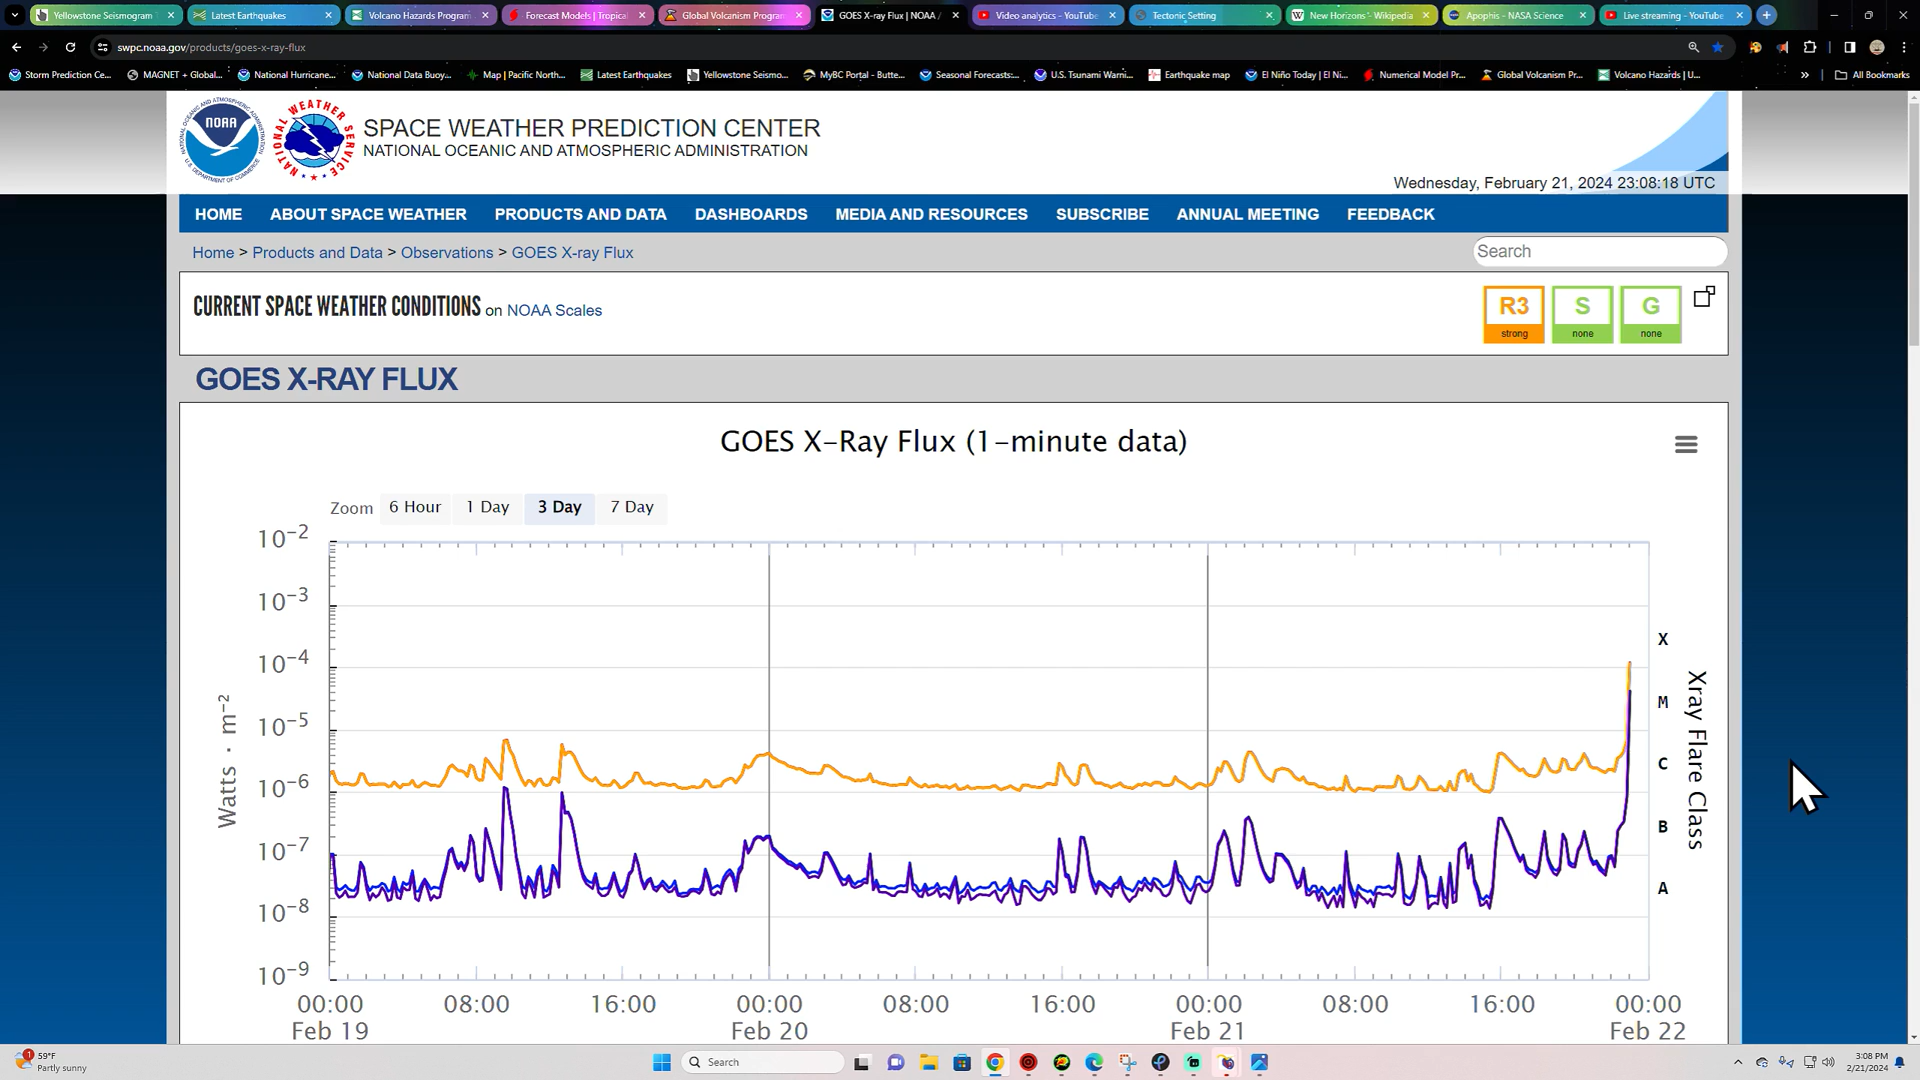 Yellowstone Seismogram
Latest Earthquakes
Volcano Hazards Program
Forecast Models | Tropical
Global Volcanism Program
GOES X-ray Flux | NOAA /
Video analytics - YouTube
Tectonic Setting
New Horizons - Wikipedia
Apophis - NASA Science
Live streaming - YouTube
swpc.noaa.gov/products/goes-x-ray-flux
Storm Prediction Ce...
MAGNET + Global...
National Hurricane...
National Data Buoy...
Map | Pacific North...
Latest Earthquakes
Yellowstone Seismo...
MyBC Portal - Butte...
Seasonal Forecasts:...
U.S. Tsunami Warni...
Earthquake map
El Niño Today | El Ni...
Numerical Model Pr...
Global Volcanism Pr...
Volcano Hazards | U...
All Bookmarks
NOAA
SPACE WEATHER PREDICTION CENTER
NATIONAL OCEANIC AND ATMOSPHERIC ADMINISTRATION
Wednesday, February 21, 2024 23:08:18 UTC
HOME ABOUT SPACE WEATHER PRODUCTS AND DATA DASHBOARDS MEDIA AND RESOURCES SUBSCRIBE ANNUAL MEETING FEEDBACK
Home > Products and Data > Observations > GOES X-ray Flux
Search
CURRENT SPACE WEATHER CONDITIONS on NOAA Scales
R3
strong
S
none
G
none
GOES X-RAY FLUX
GOES X-Ray Flux (1-minute data)
Zoom 6 Hour 1 Day 3 Day 7 Day
10⁻²
10⁻³
10⁻⁴
10⁻⁵
10⁻⁶
10⁻⁷
10⁻⁸
10⁻⁹
Watts · m⁻²
X
M
C
B
A
Xray Flare Class
00:00 08:00 16:00 00:00 08:00 16:00 00:00 08:00 16:00 00:00
Feb 19 Feb 20 Feb 21 Feb 22
1
59°F
Partly sunny
Search
3:08 PM
2/21/2024